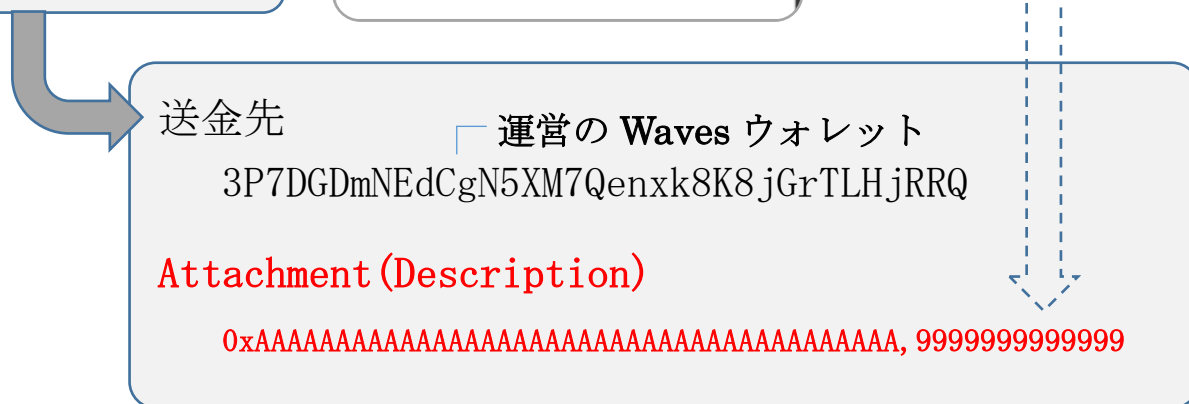 送金先
運営の Waves ウォレット
3P7DGDmNEdCgN5XM7Qenxk8K8jGrTLHjRRQ
Attachment(Description)
0xAAAAAAAAAAAAAAAAAAAAAAAAAAAAAAAAAAAAAAAA,9999999999999